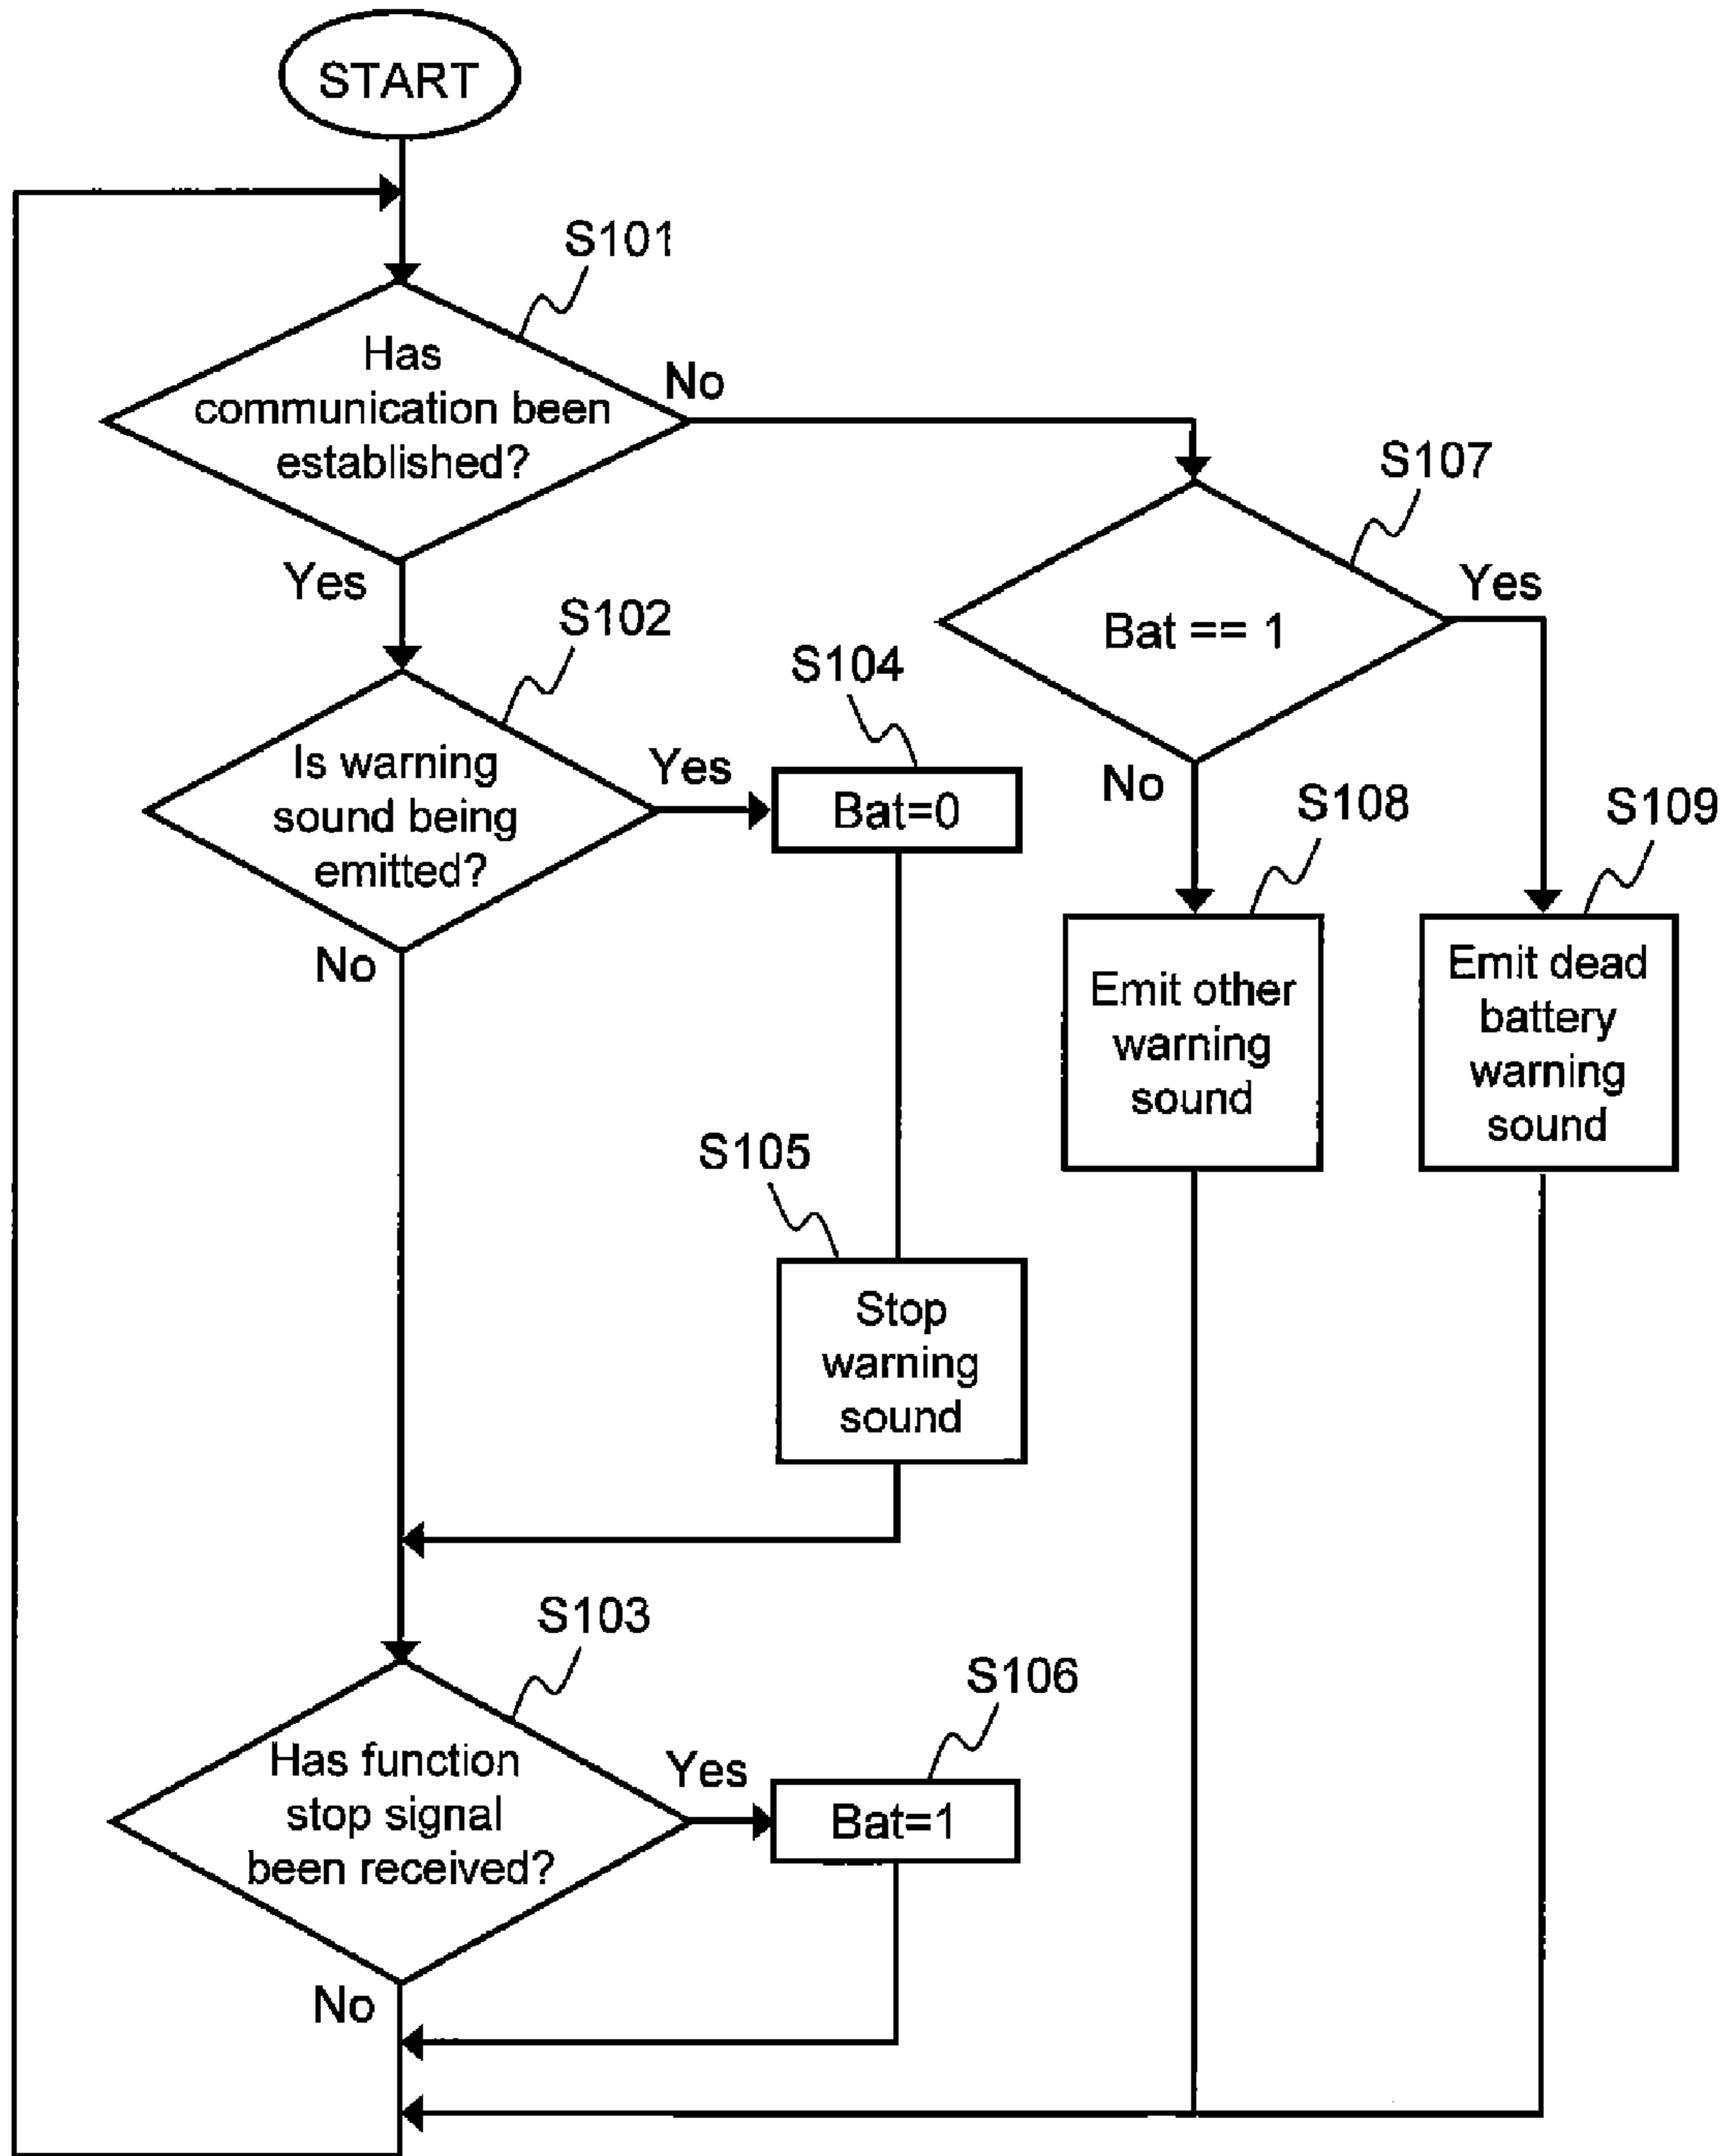 START
S101
Has
communication been
established?
No
Yes
S107
Bat == 1
Yes
No
S102
Is warning
sound being
emitted?
Yes
No
S104
Bat=0
S108
Emit other
warning
sound
S109
Emit dead
battery
warning
sound
S105
Stop
warning
sound
S103
Has function
stop signal
been received?
Yes
No
S106
Bat=1